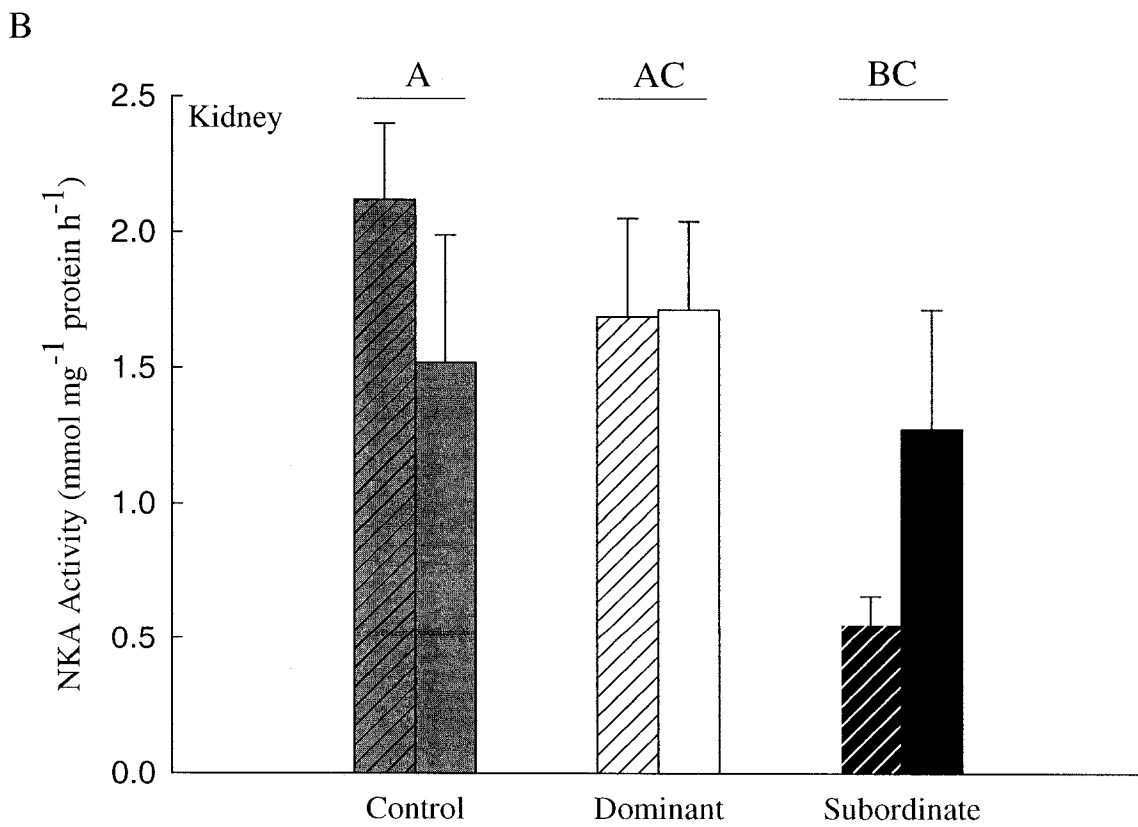 B
A AC BC
Kidney
NKA Activity (mmol mg⁻¹ protein h⁻¹)
2.5
2.0
1.5
1.0
0.5
0.0
Control Dominant Subordinate